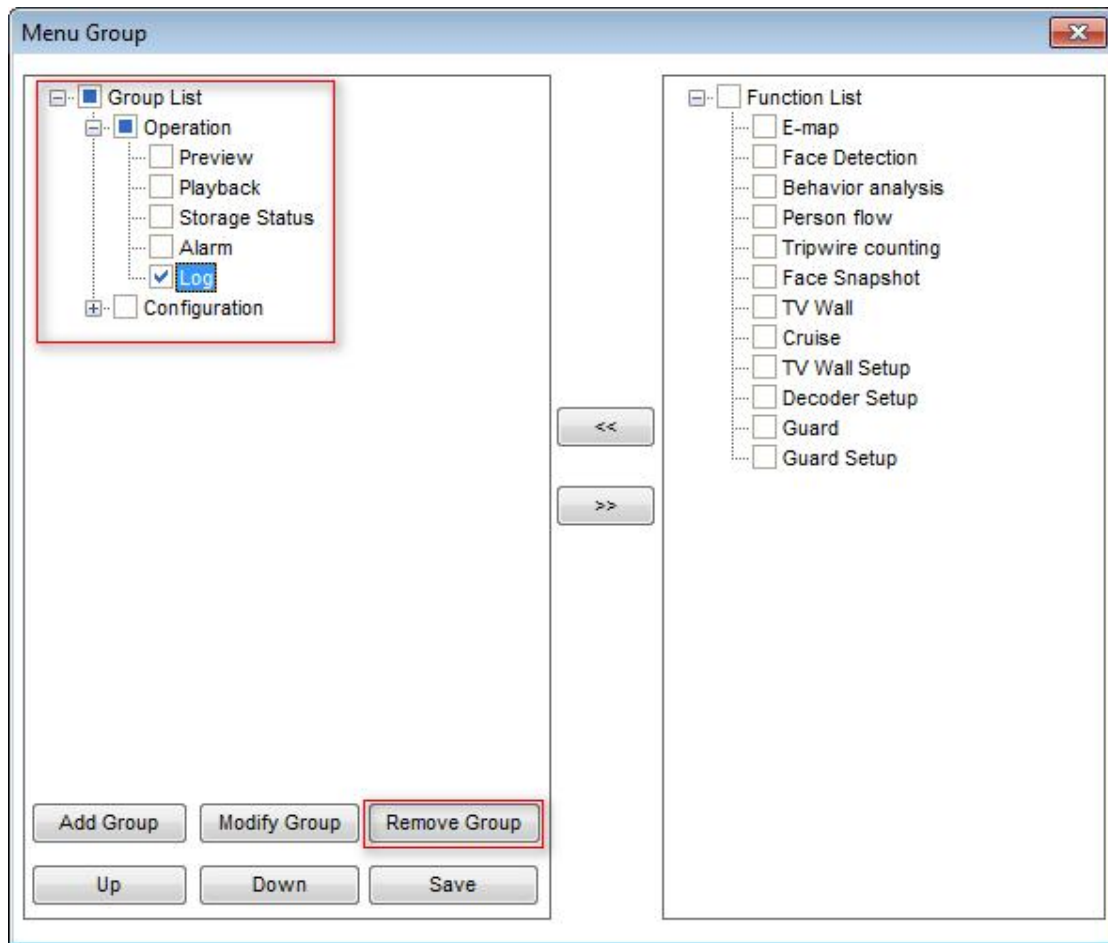 Menu Group
Group List
Operation
Preview
Playback
Storage Status
Alarm
Log
Configuration
<<
>>
Function List
E-map
Face Detection
Behavior analysis
Person flow
Tripwire counting
Face Snapshot
TV Wall
Cruise
TV Wall Setup
Decoder Setup
Guard
Guard Setup
Add Group Modify Group Remove Group
Up Down Save